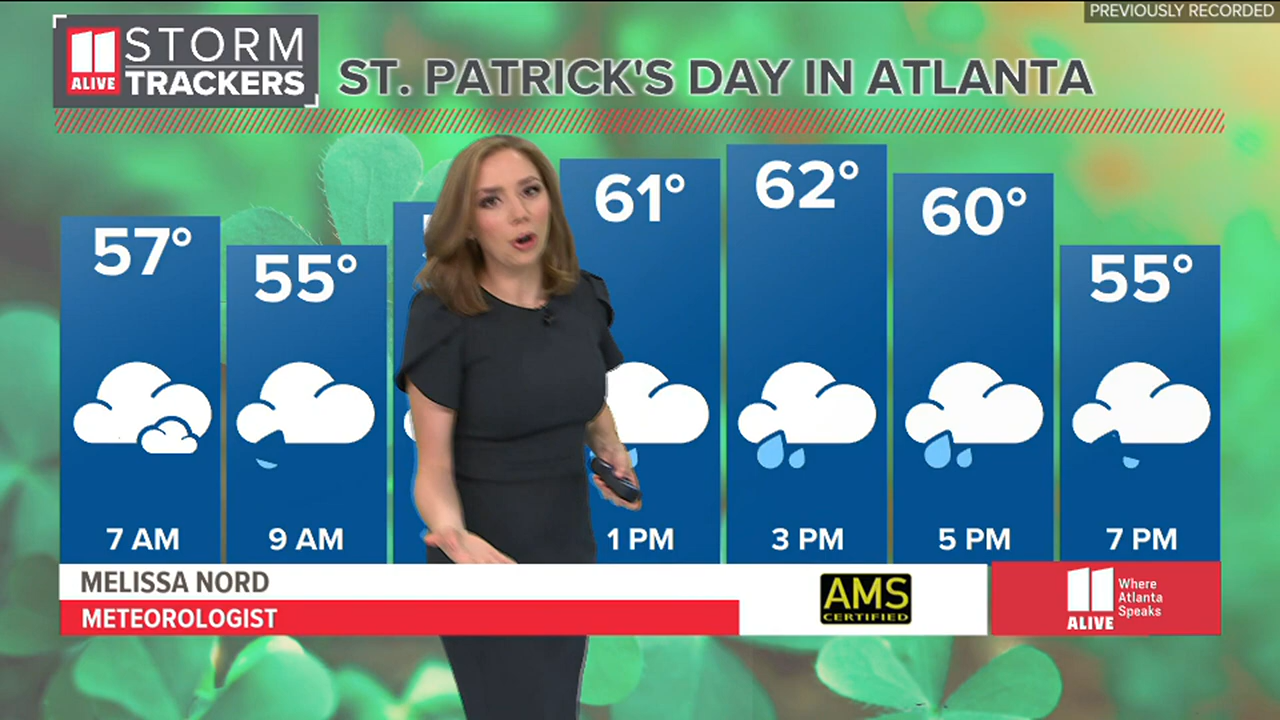 PREVIOUSLY RECORDED
11 ALIVE
STORM
TRACKERS
ST. PATRICK'S DAY IN ATLANTA
57° 55° 61° 62° 60° 55°
7 AM 9 AM 1 PM 3 PM 5 PM 7 PM
MELISSA NORD
METEOROLOGIST
AMS
CERTIFIED
11 ALIVE
Where
Atlanta
Speaks